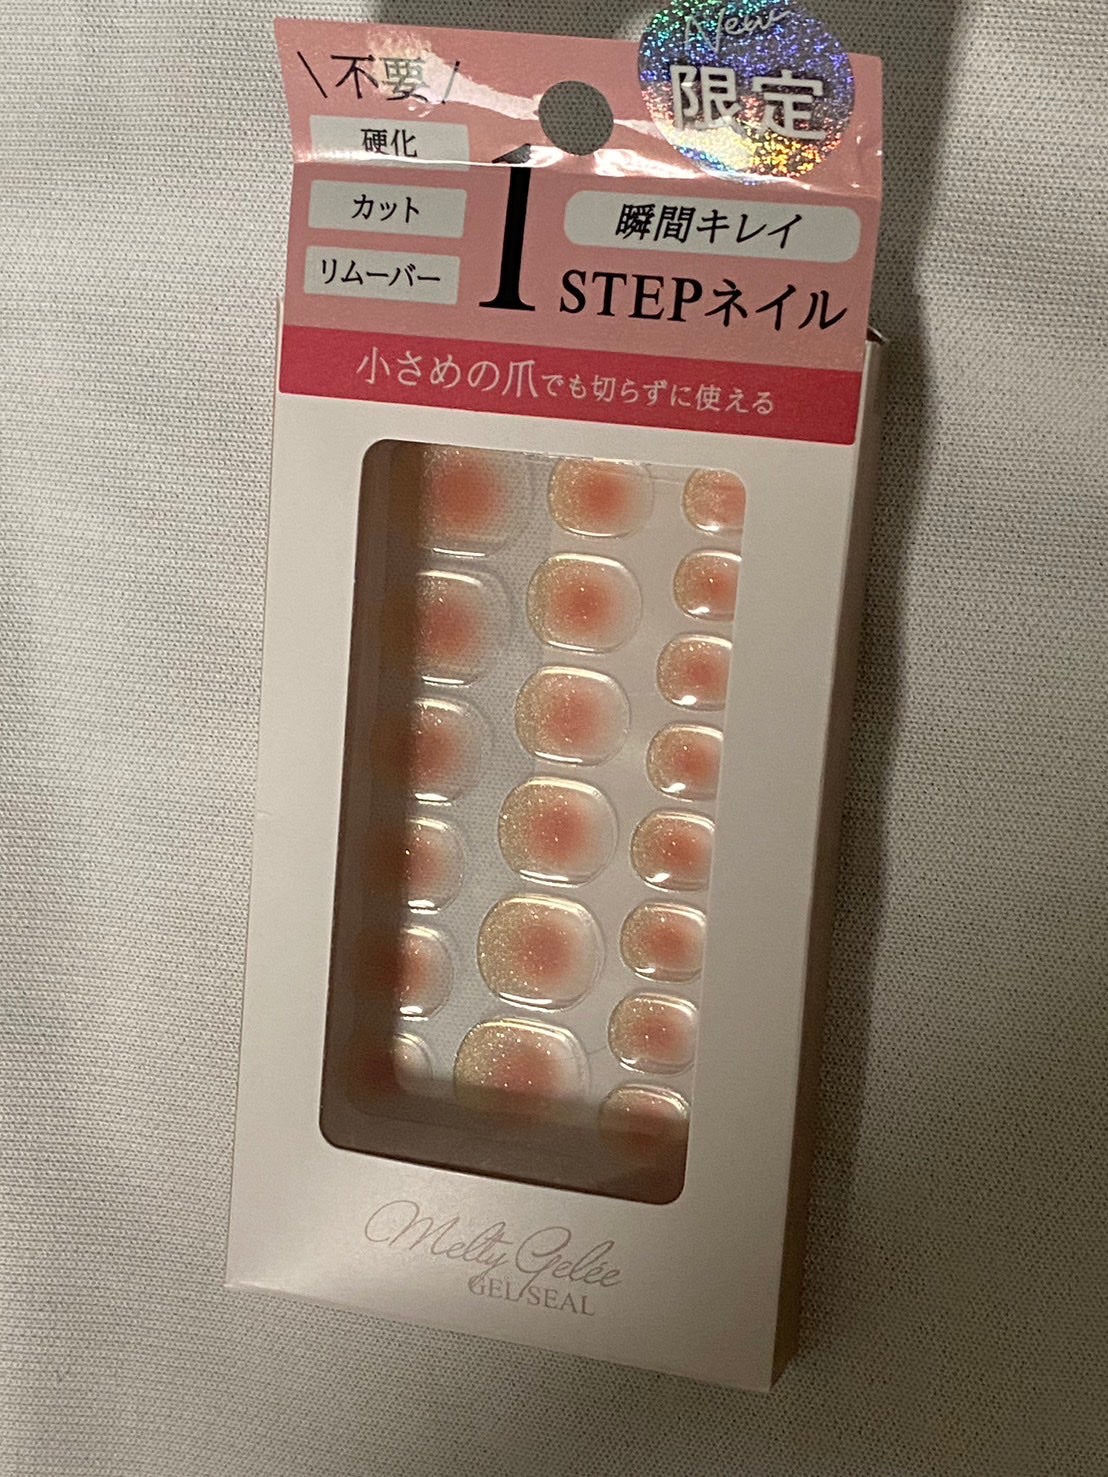 New
限定
不要
硬化
カット
リムーバー
瞬間キレイ
1STEPネイル
小さめの爪でも切らずに使える
Melty Gelée
GEL SEAL